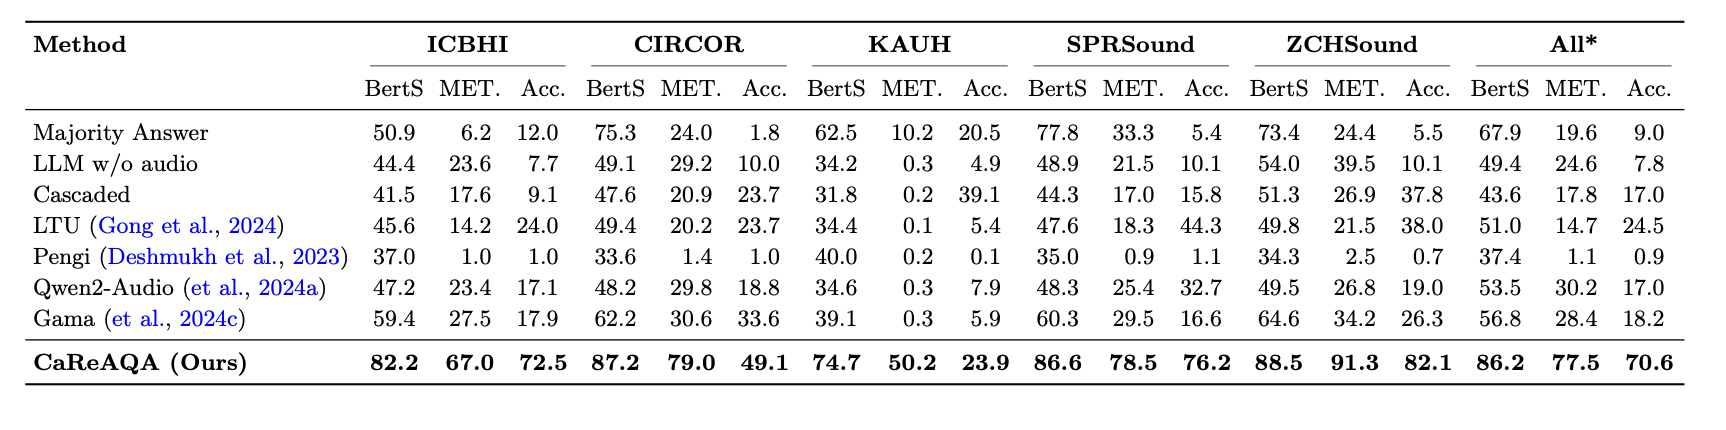 Method ICBHI CIRCOR KAUH SPRSound ZCHSound All*
BertS MET. Acc. BertS MET. Acc. BertS MET. Acc. BertS MET. Acc. BertS MET. Acc. BertS MET. Acc.
Majority Answer 50.9 6.2 12.0 75.3 24.0 1.8 62.5 10.2 20.5 77.8 33.3 5.4 73.4 24.4 5.5 67.9 19.6 9.0
LLM w/o audio 44.4 23.6 7.7 49.1 29.2 10.0 34.2 0.3 4.9 48.9 21.5 10.1 54.0 39.5 10.1 49.4 24.6 7.8
Cascaded 41.5 17.6 9.1 47.6 20.9 23.7 31.8 0.2 39.1 44.3 17.0 15.8 51.3 26.9 37.8 43.6 17.8 17.0
LTU (Gong et al., 2024) 45.6 14.2 24.0 49.4 20.2 23.7 34.4 0.1 5.4 47.6 18.3 44.3 49.8 21.5 38.0 51.0 14.7 24.5
Pengi (Deshmukh et al., 2023) 37.0 1.0 1.0 33.6 1.4 1.0 40.0 0.2 0.1 35.0 0.9 1.1 34.3 2.5 0.7 37.4 1.1 0.9
Qwen2-Audio (et al., 2024a) 47.2 23.4 17.1 48.2 29.8 18.8 34.6 0.3 7.9 48.3 25.4 32.7 49.5 26.8 19.0 53.5 30.2 17.0
Gama (et al., 2024c) 59.4 27.5 17.9 62.2 30.6 33.6 39.1 0.3 5.9 60.3 29.5 16.6 64.6 34.2 26.3 56.8 28.4 18.2
CaReAQA (Ours) 82.2 67.0 72.5 87.2 79.0 49.1 74.7 50.2 23.9 86.6 78.5 76.2 88.5 91.3 82.1 86.2 77.5 70.6